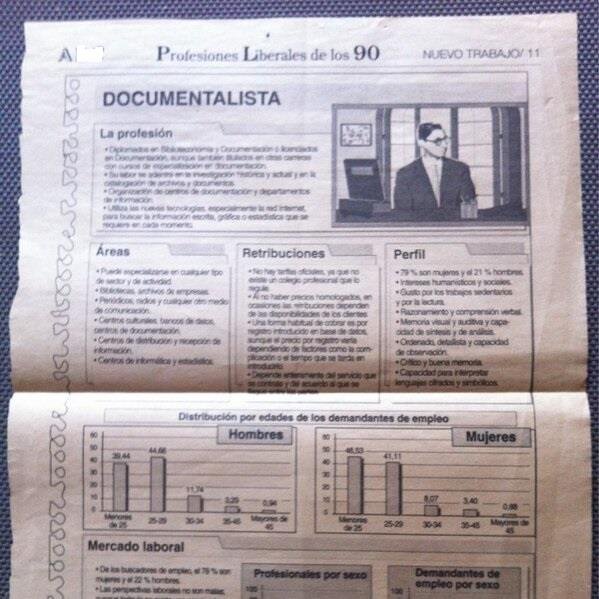 A
Profesiones Liberales de los 90
NUEVO TRABAJO/ 11
DOCUMENTALISTA
La profesión
• Diplomados en Biblioteconomía y Documentación o licenciados
en Documentación, aunque también titulados en otras carreras
con cursos de especialización en documentación.
• Su labor se adentra en la investigación histórica y actual y en la
catalogación de archivos y documentos.
• Organización de centros de documentación y departamentos
de información.
• Utiliza las nuevas tecnologías, especialmente la red Internet,
para buscar la información escrita, gráfica o estadística que se
requiere en cada momento.
Áreas
• Puede especializarse en cualquier tipo
de sector y de actividad.
• Bibliotecas, archivos de empresas.
• Periódicos, radios y cualquier otro medio
de comunicación.
• Centros culturales, bancos de datos,
centros de documentación.
• Centros de distribución y recepción de
información.
• Centros de informática y estadística.
Retribuciones
• No hay tarifas oficiales, ya que no
existe un colegio profesional que lo
regule.
• Al no haber precios homologados, en
ocasiones las retribuciones dependen
de las disponibilidades de los clientes
• Una forma habitual de cobrar es por
registro introducido en base de datos,
aunque el precio por registro varía
dependiendo de factores como la com-
plicación o el tiempo que se tarda en
introducirlo.
• Depende enteramente del servicio que
se contrate y del acuerdo al que se
llegue entre las partes.
Perfil
• 79 % son mujeres y el 21 % hombres.
• Intereses humanísticos y sociales.
• Gusto por los trabajos sedentarios
y por la lectura.
• Razonamiento y comprensión verbal.
• Memoria visual y auditiva y capa-
cidad de síntesis y de análisis.
• Ordenado, detallista y capacidad
de observación.
• Crítico y buena memoria.
• Capacidad para interpretar
lenguajes cifrados y simbólicos.
Distribución por edades de los demandantes de empleo
Hombres
60
50
40
30
20
10
0
39,44
44,66
11,74
3,25
0,94
Menores de 25
25-29
30-34
35-45
Mayores de 45
Mujeres
60
50
40
30
20
10
0
46,53
41,11
8,07
3,40
0,88
Menores de 25
25-29
30-34
35-45
Mayores de 45
Mercado laboral
• De los buscadores de empleo, el 78 % son
mujeres y el 22 % hombres.
• Las perspectivas laborales no son malas,
Profesionales por sexo
100
Demandantes de
empleo por sexo
100